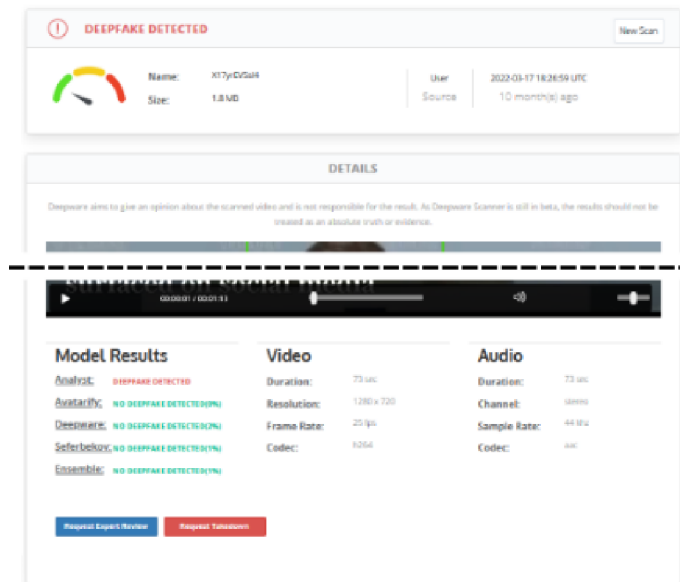 DEEPFAKE DETECTED
New Scan
Name:
Size: 1.8 MB
User
Source
2022-03-17 18:26:59 UTC
10 month(s) ago
DETAILS
Deepware aims to give an opinion about the scanned video and is not responsible for the result. As Deepware Scanner is still in beta, the results should not be
treated as an absolute truth or evidence.
surfaced on social media
00:00:01 / 00:01:13
Model Results
Analyst: DEEPFAKE DETECTED
Avatarify: NO DEEPFAKE DETECTED(0%)
Deepware: NO DEEPFAKE DETECTED(2%)
Seferbekov: NO DEEPFAKE DETECTED(1%)
Ensemble: NO DEEPFAKE DETECTED(1%)
Video
Duration: 73 sec
Resolution: 1280 x 720
Frame Rate: 25 fps
Codec: h264
Audio
Duration: 73 sec
Channel: stereo
Sample Rate: 44 khz
Codec: aac
Request Expert Review
Request Takedown